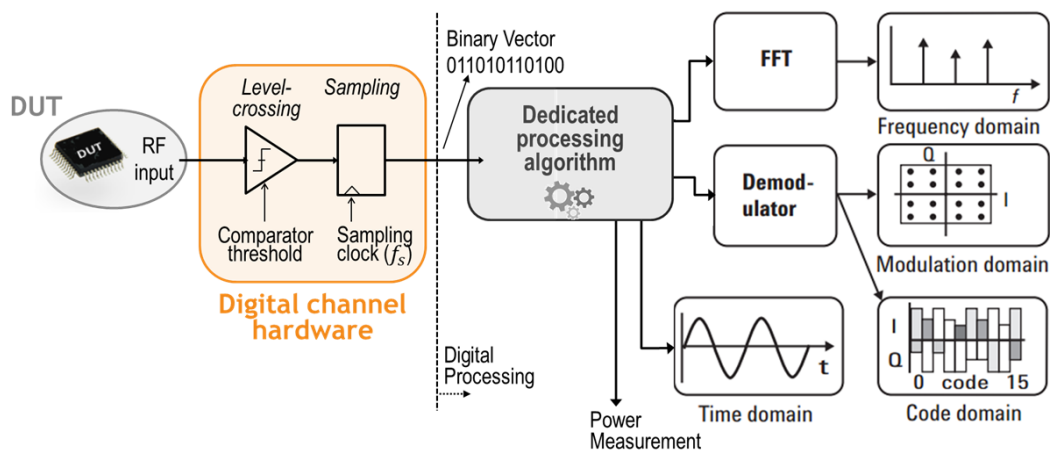 DUT
DUT
RF
input
Level-
crossing
Sampling
Comparator
threshold
Sampling
clock (fₛ)
Digital channel
hardware
Binary Vector
011010110100
Dedicated
processing
algorithm
Digital
Processing
FFT
f
Frequency domain
Demod-
ulator
Q
I
Modulation domain
t
Time domain
I
Q
0 code 15
Code domain
Power
Measurement